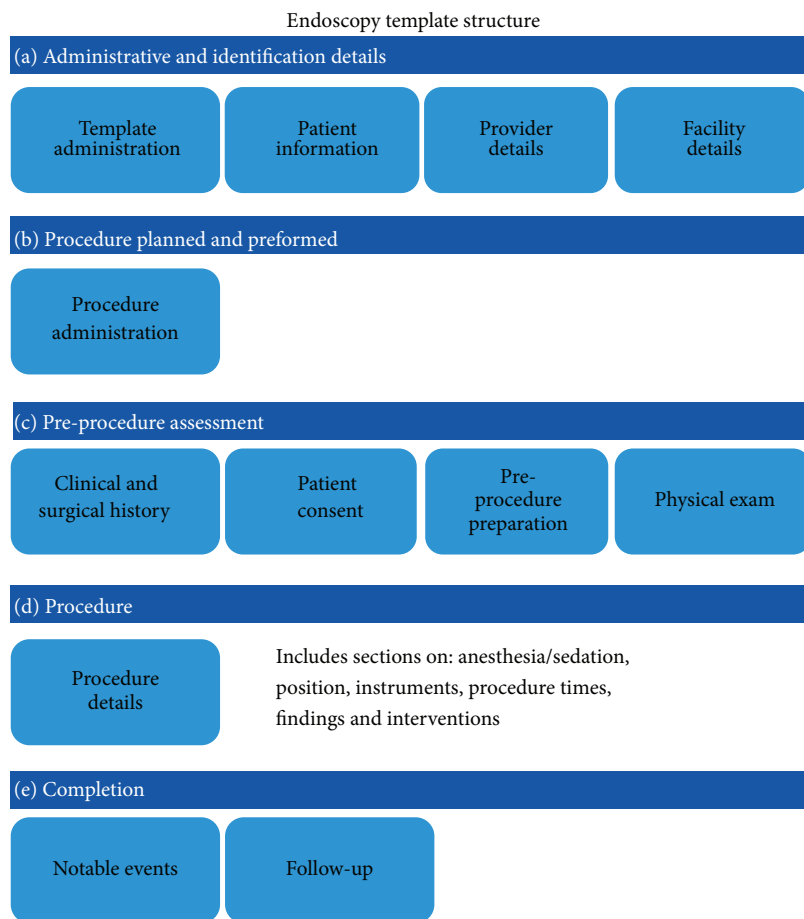 Endoscopy template structure
(a) Administrative and identification details
Template
administration
Patient
information
Provider
details
Facility
details
(b) Procedure planned and preformed
Procedure
administration
(c) Pre-procedure assessment
Clinical and
surgical history
Patient
consent
Pre-
procedure
preparation
Physical exam
(d) Procedure
Procedure
details
Includes sections on: anesthesia/sedation,
position, instruments, procedure times,
findings and interventions
(e) Completion
Notable events
Follow-up